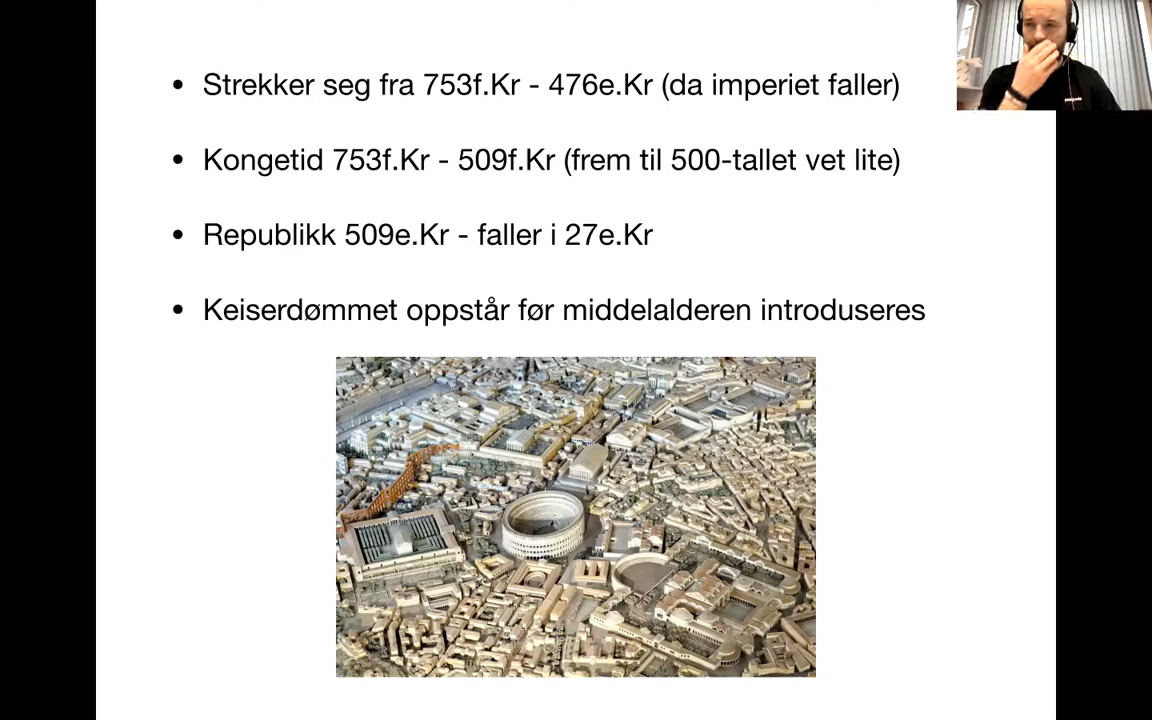 • Strekker seg fra 753f.Kr - 476e.Kr (da imperiet faller)
• Kongetid 753f.Kr - 509f.Kr (frem til 500-tallet vet lite)
• Republikk 509e.Kr - faller i 27e.Kr
• Keiserdømmet oppstår før middelalderen introduseres